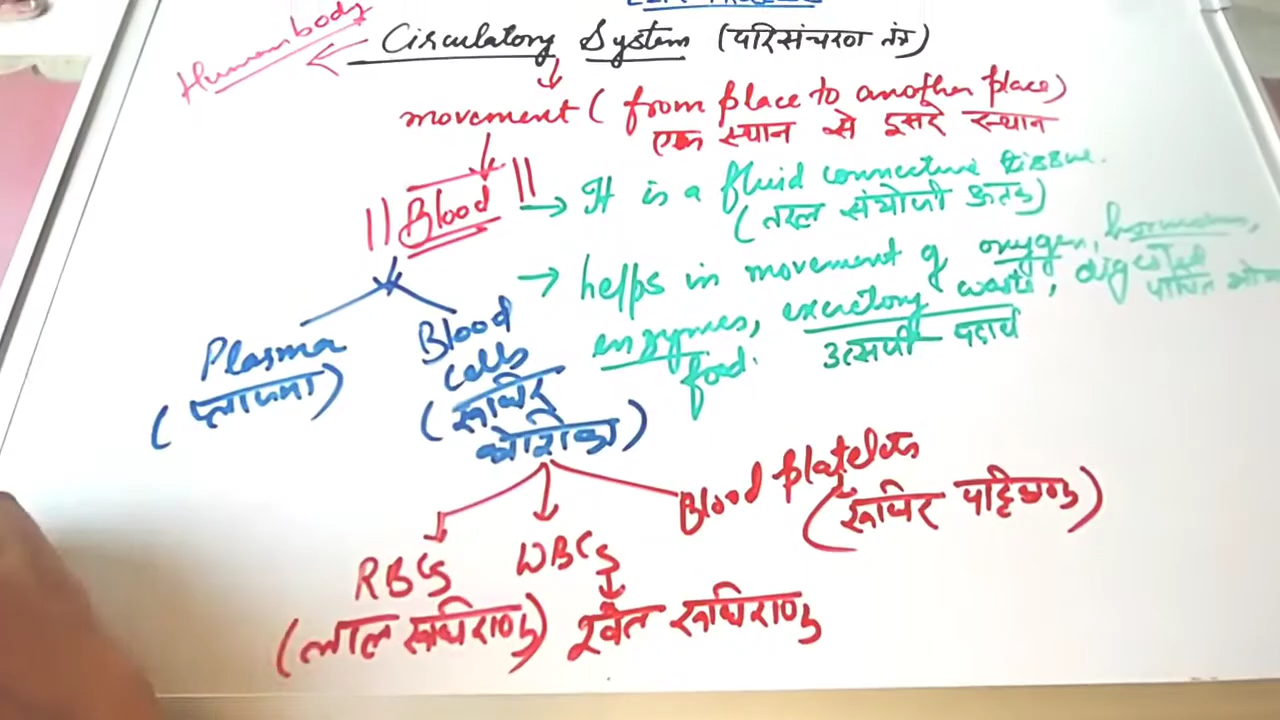 Human body
Circulatory System (परिसंचरण तंत्र)
movement ( from place to another place)
एक स्थान से दूसरे स्थान
|| Blood || → It is a fluid connective tissue.
(तरल संयोजी ऊतक)
→ helps in movement of oxygen, hormones,
enzymes, excretory waste, digested
food.
उत्सर्जी पदार्थ
पचित
Plasma
(प्लाज्मा)
Blood
cells
(रूधिर
कोशिका)
Blood platelets
(रूधिर पट्टिकाणु)
RBCs
(लाल रूधिराणु)
WBCs
श्वेत रूधिराणु